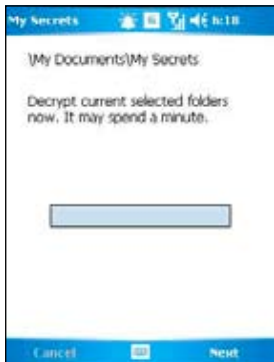 My Secrets 6:18
\My Documents\My Secrets
Decrypt current selected folders
now. It may spend a minute.
Cancel Next